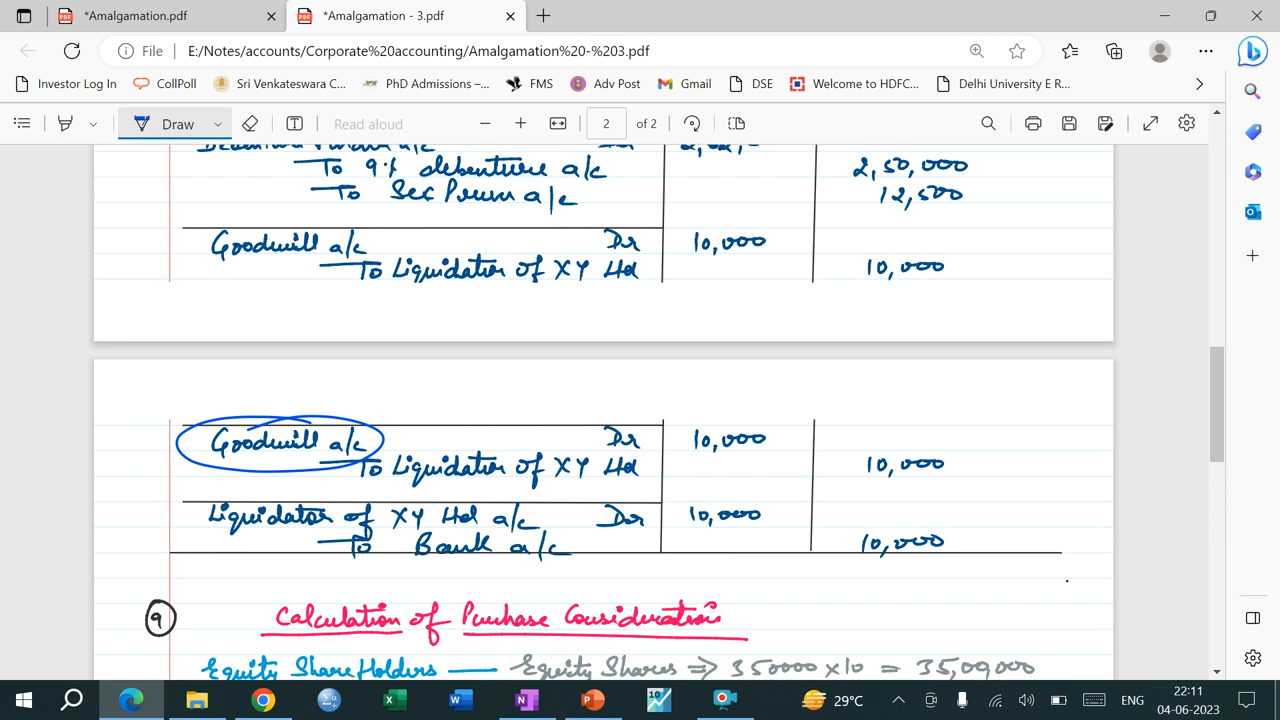 *Amalgamation.pdf
*Amalgamation - 3.pdf
File
E:/Notes/accounts/Corporate%20accounting/Amalgamation%20-%203.pdf
Investor Log In
CollPoll
Sri Venkateswara C...
PhD Admissions –...
FMS
Adv Post
Gmail
DSE
Welcome to HDFC...
Delhi University E R...
Draw
Read aloud
2
of 2
To 9% debenture a/c 2,50,000
To Sec Prem a/c 12,500
Goodwill a/c Dr 10,000
To Liquidator of XY Ltd 10,000
Goodwill a/c Dr 10,000
To Liquidator of XY Ltd 10,000
Liquidator of XY Ltd a/c Dr 10,000
To Bank a/c 10,000
9 Calculation of Purchase Consideration
Equity ShareHolders — Equity Shares ⇒ 350000 × 10 = 35,00,000
29°C
ENG
22:11
04-06-2023